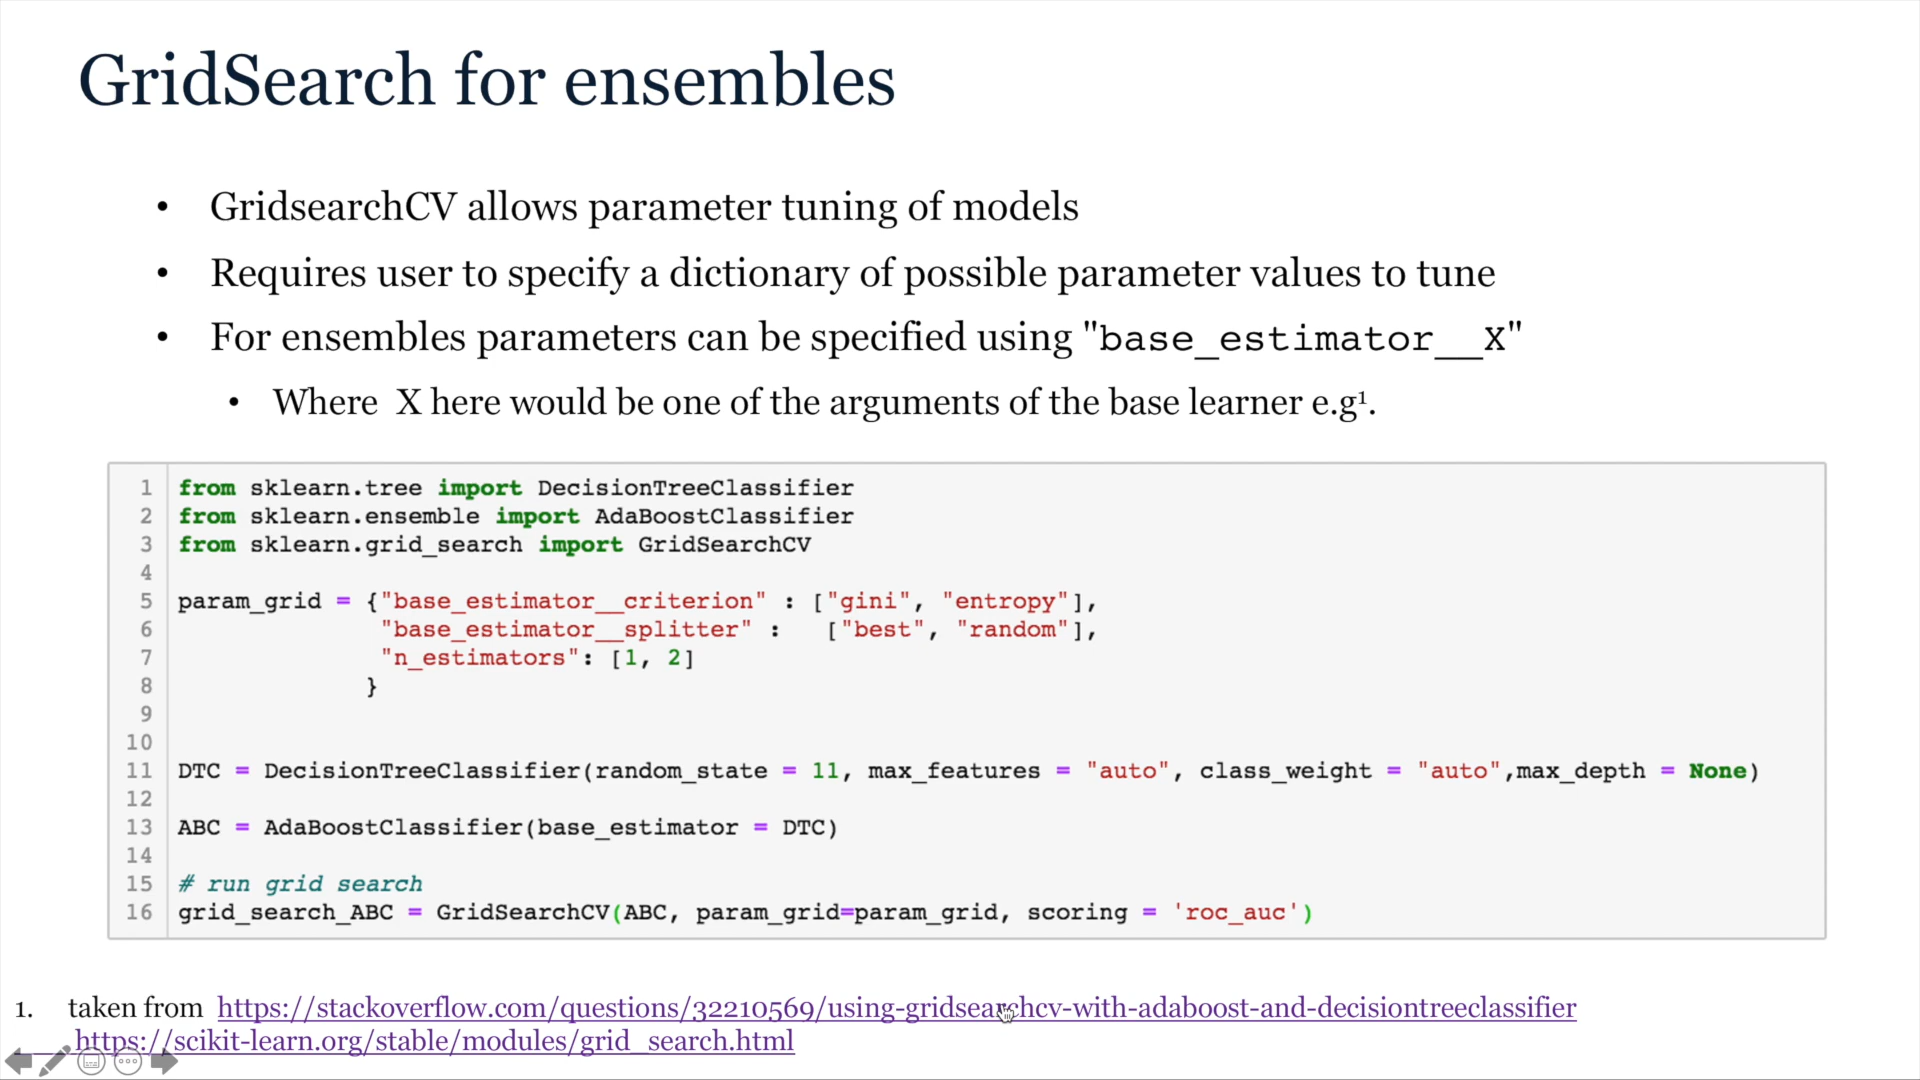 GridSearch for ensembles
• GridsearchCV allows parameter tuning of models
• Requires user to specify a dictionary of possible parameter values to tune
• For ensembles parameters can be specified using "base_estimator__X"
• Where  X here would be one of the arguments of the base learner e.g¹.
1 from sklearn.tree import DecisionTreeClassifier
2 from sklearn.ensemble import AdaBoostClassifier
3 from sklearn.grid_search import GridSearchCV
4
5 param_grid = {"base_estimator__criterion" : ["gini", "entropy"],
6               "base_estimator__splitter" :   ["best", "random"],
7               "n_estimators": [1, 2]
8              }
9
10
11 DTC = DecisionTreeClassifier(random_state = 11, max_features = "auto", class_weight = "auto",max_depth = None)
12
13 ABC = AdaBoostClassifier(base_estimator = DTC)
14
15 # run grid search
16 grid_search_ABC = GridSearchCV(ABC, param_grid=param_grid, scoring = 'roc_auc')
1. taken from https://stackoverflow.com/questions/32210569/using-gridsearchcv-with-adaboost-and-decisiontreeclassifier
https://scikit-learn.org/stable/modules/grid_search.html